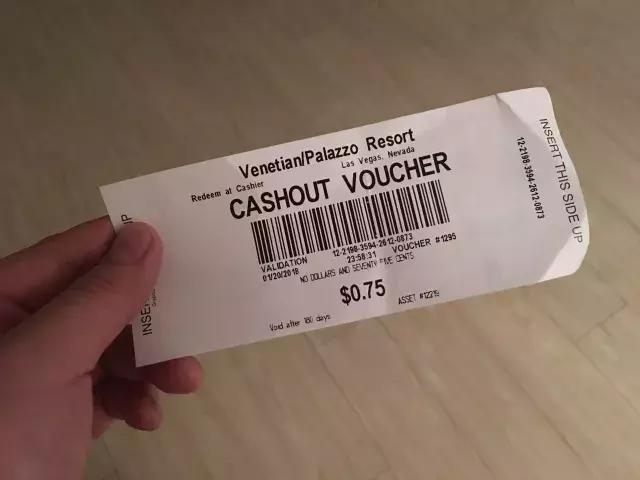 Venetian/Palazzo Resort
Redeem at Cashier
Las Vegas, Nevada
CASHOUT VOUCHER
12-2198-3594-2612-0873
VALIDATION
23:58:31
VOUCHER #1295
01/20/2018
NO DOLLARS AND SEVENTY FIVE CENTS
$0.75
ASSET #12219
Void after 180 days
INSERT THIS SIDE UP
12-2198-3594-2612-0873
INSE
UP